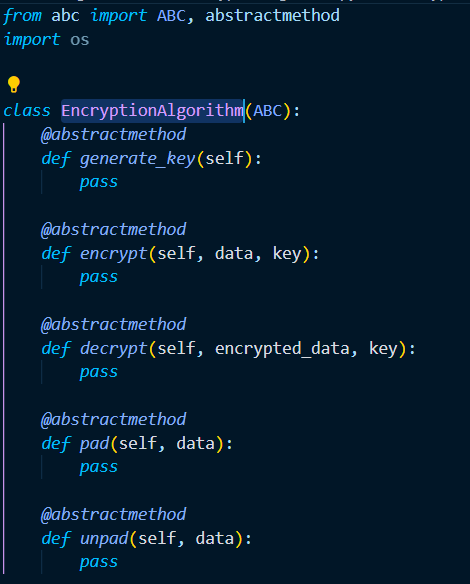 from abc import ABC, abstractmethod
import os
class EncryptionAlgorithm(ABC):
    @abstractmethod
    def generate_key(self):
        pass
    @abstractmethod
    def encrypt(self, data, key):
        pass
    @abstractmethod
    def decrypt(self, encrypted_data, key):
        pass
    @abstractmethod
    def pad(self, data):
        pass
    @abstractmethod
    def unpad(self, data):
        pass